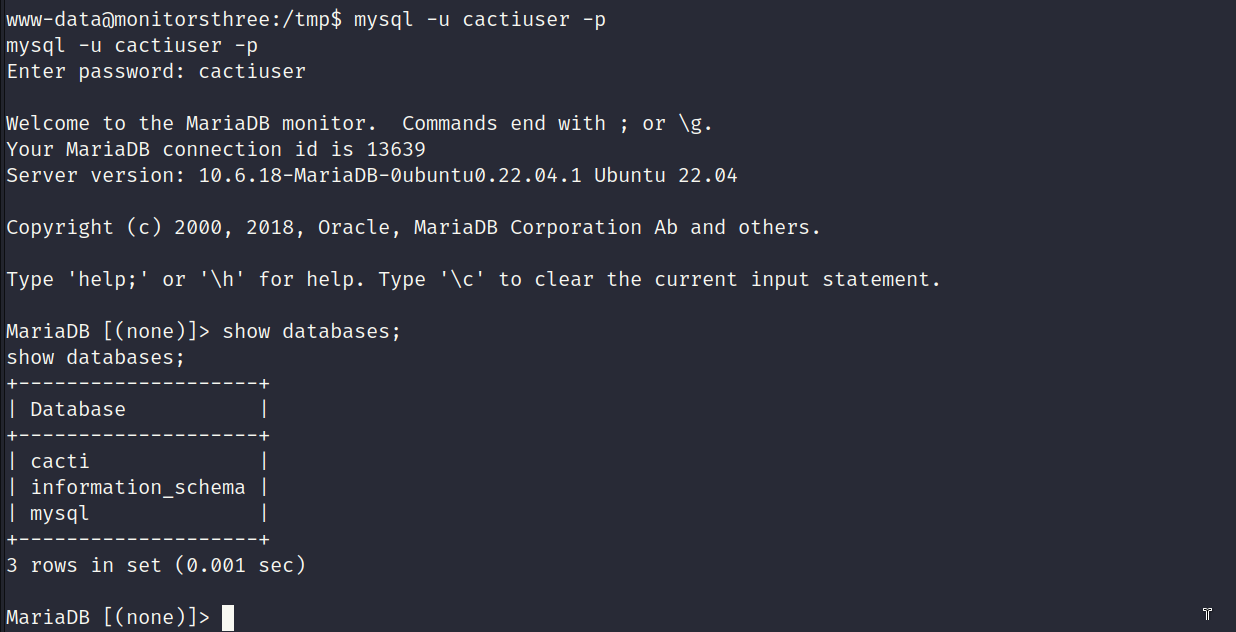 www-data@monitorsthree:/tmp$ mysql -u cactiuser -p
mysql -u cactiuser -p
Enter password: cactiuser

Welcome to the MariaDB monitor.  Commands end with ; or \g.
Your MariaDB connection id is 13639
Server version: 10.6.18-MariaDB-0ubuntu0.22.04.1 Ubuntu 22.04

Copyright (c) 2000, 2018, Oracle, MariaDB Corporation Ab and others.

Type 'help;' or '\h' for help. Type '\c' to clear the current input statement.

MariaDB [(none)]> show databases;
show databases;
+--------------------+
| Database           |
+--------------------+
| cacti              |
| information_schema |
| mysql              |
+--------------------+
3 rows in set (0.001 sec)

MariaDB [(none)]>